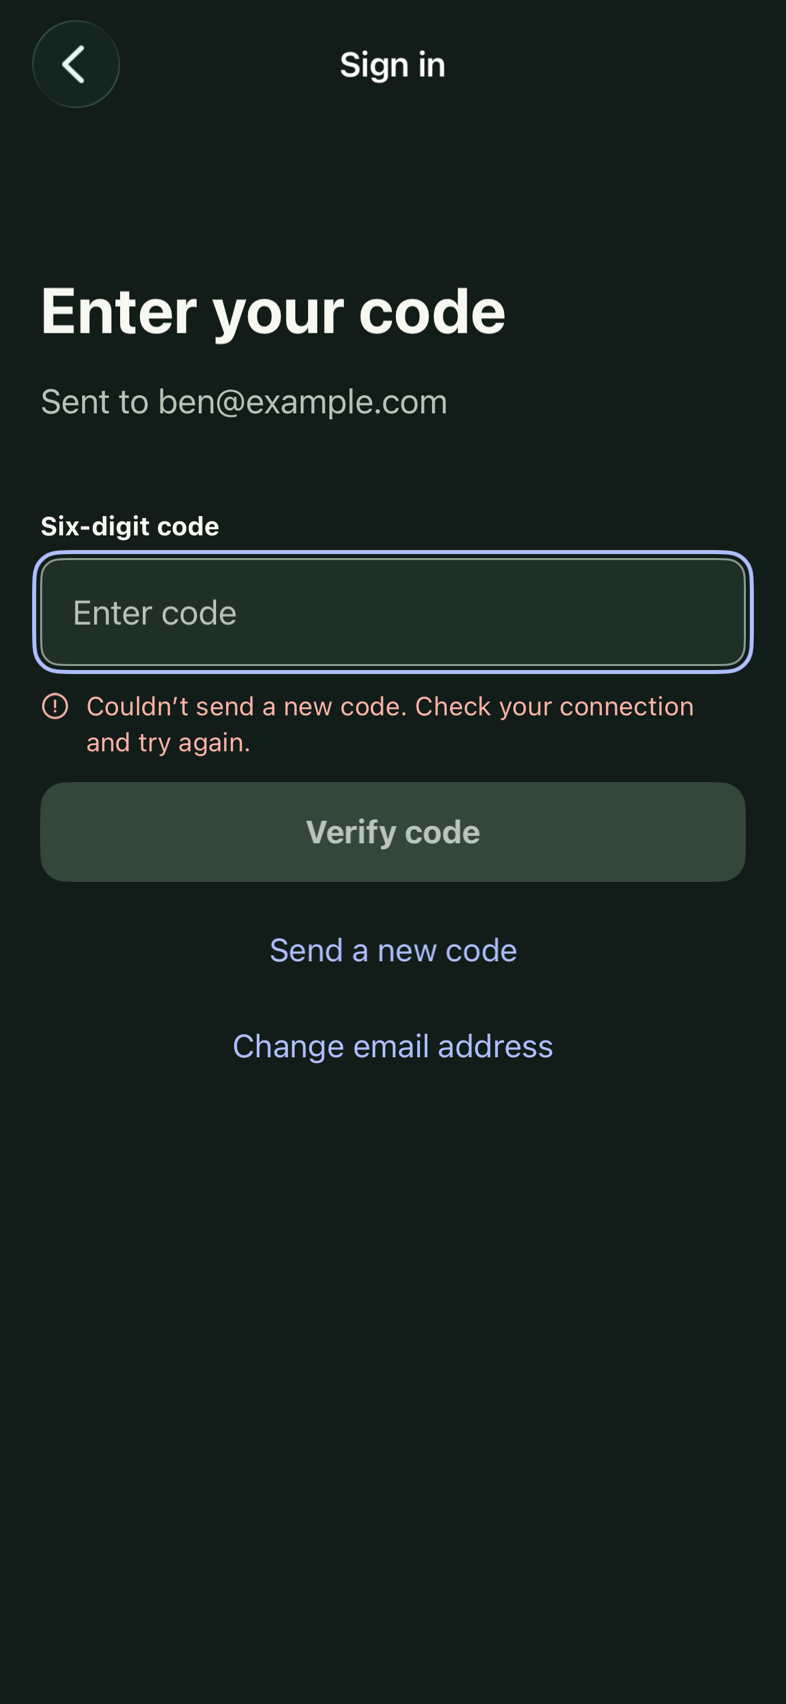 Sign in
Enter your code
Sent to ben@example.com
Six-digit code
Enter code
Couldn’t send a new code. Check your connection
and try again.
Verify code
Send a new code
Change email address